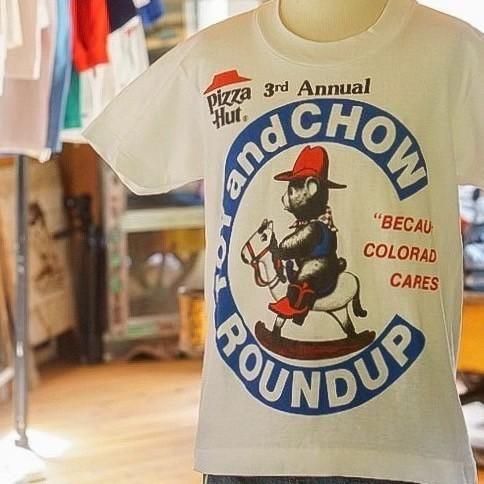 Pizza Hut®
3rd Annual
TOY and CHOW
ROUNDUP
"BECAU
COLORAD
CARES